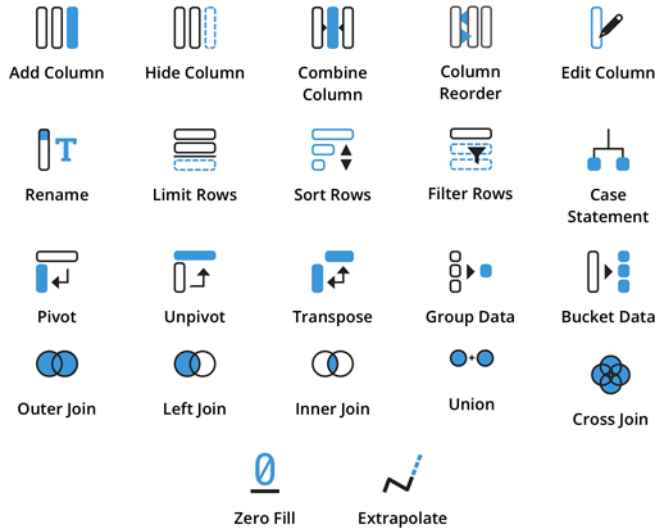 Add Column
Hide Column
Combine
Column
Column
Reorder
Edit Column
T
Rename
Limit Rows
Sort Rows
Filter Rows
Case
Statement
Pivot
Unpivot
Transpose
Group Data
Bucket Data
Outer Join
Left Join
Inner Join
+
Union
Cross Join
0
Zero Fill
Extrapolate